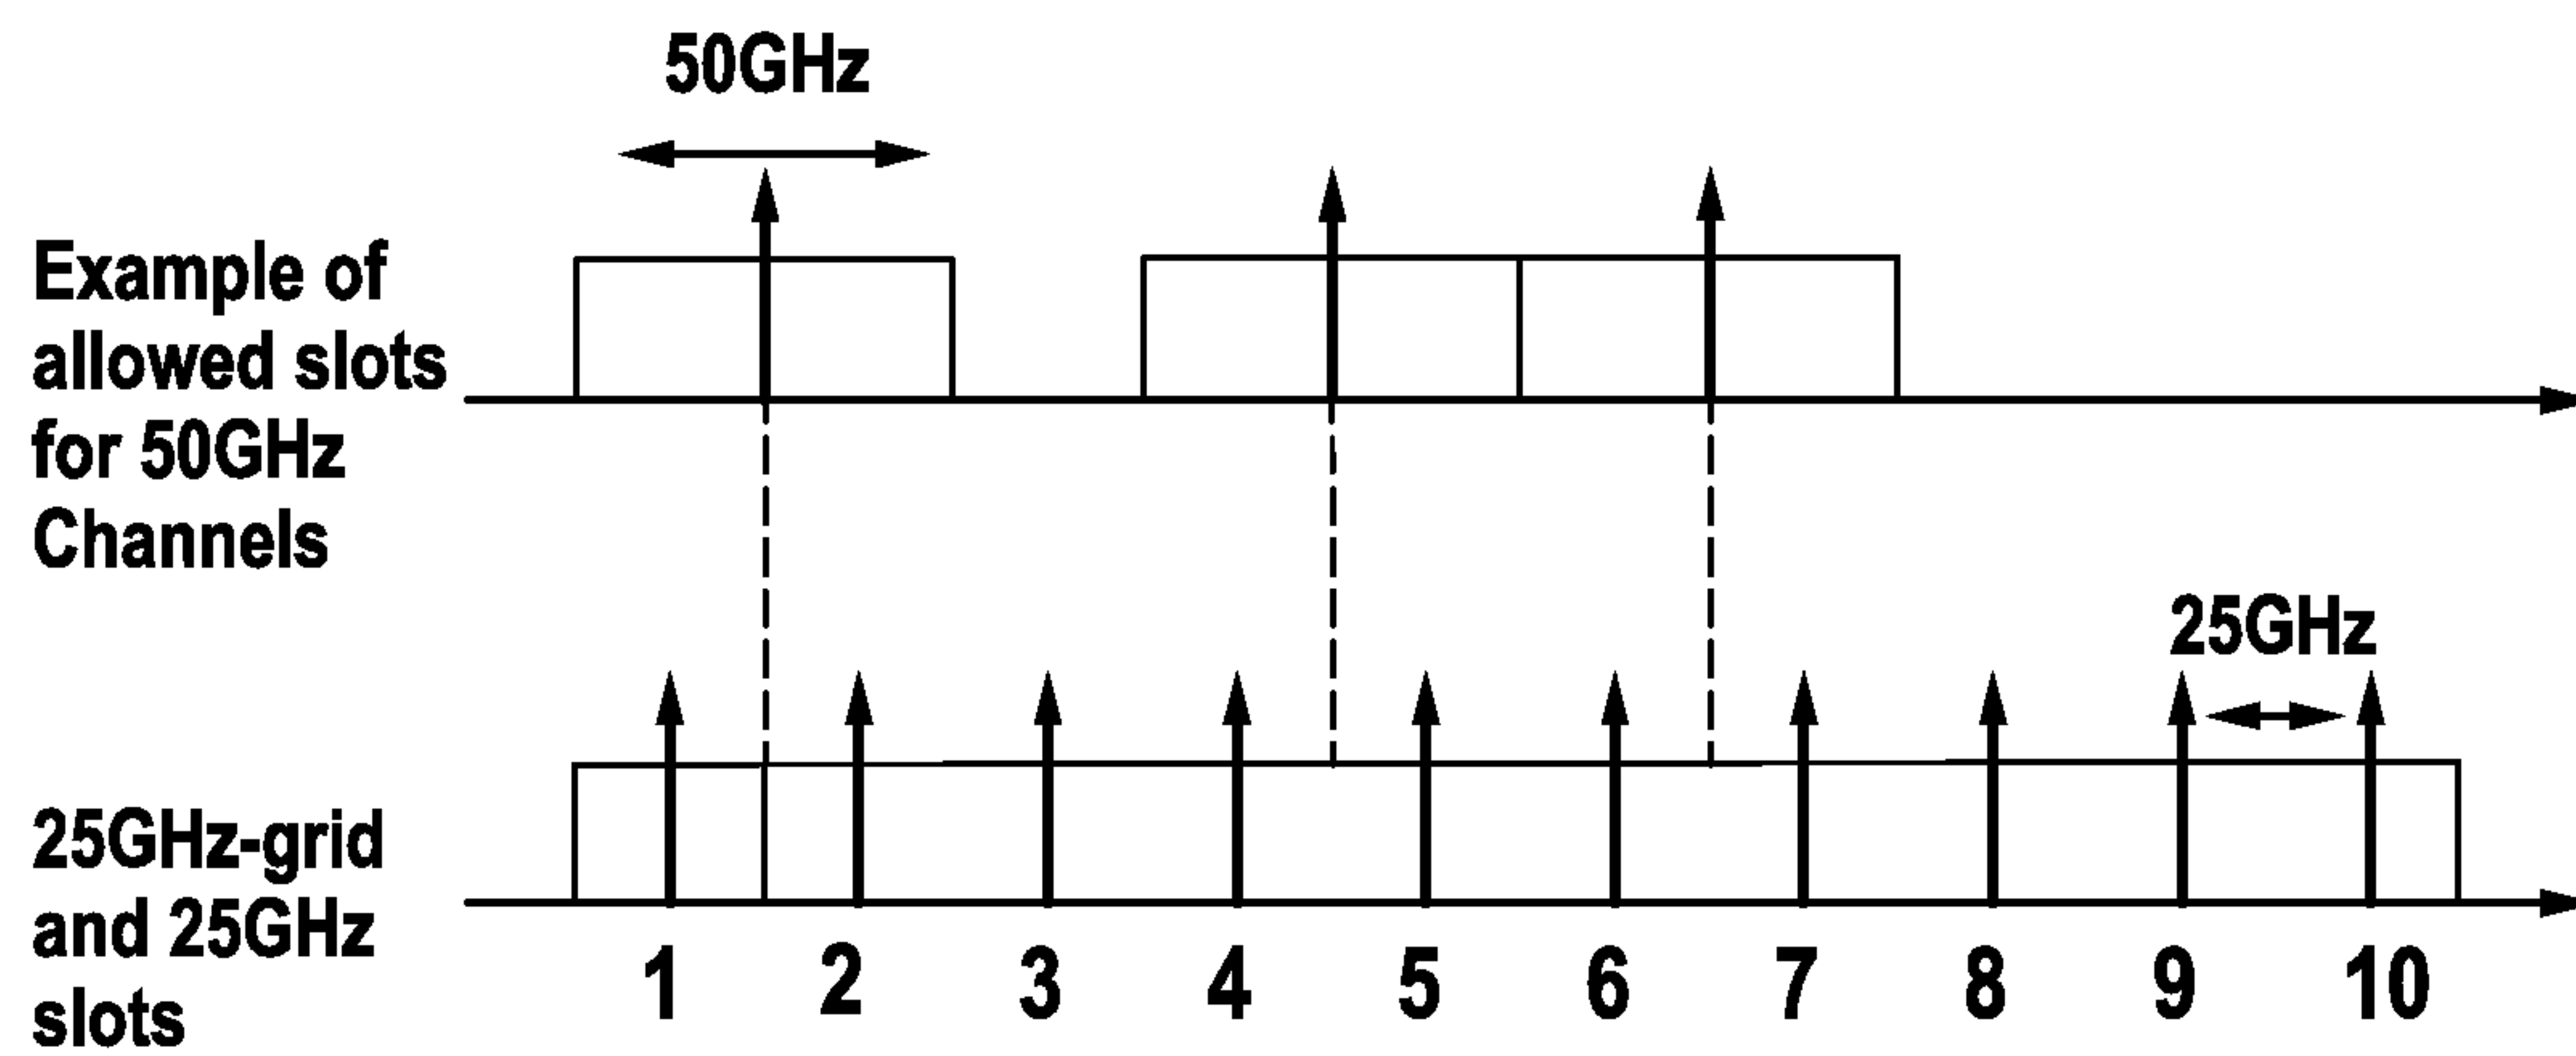 50GHz
Example of
allowed slots
for 50GHz
Channels
25GHz
25GHz-grid
and 25GHz
slots
1 2 3 4 5 6 7 8 9 10